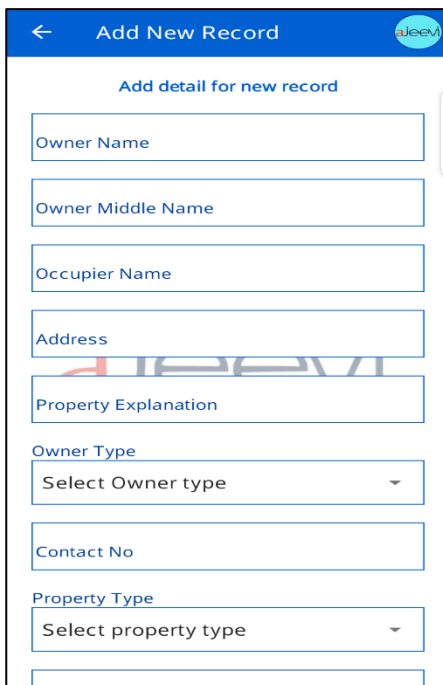 Add New Record
aJeevi
Add detail for new record
Owner Name
Owner Middle Name
Occupier Name
Address
aJeevi
Property Explanation
Owner Type
Select Owner type
Contact No
Property Type
Select property type